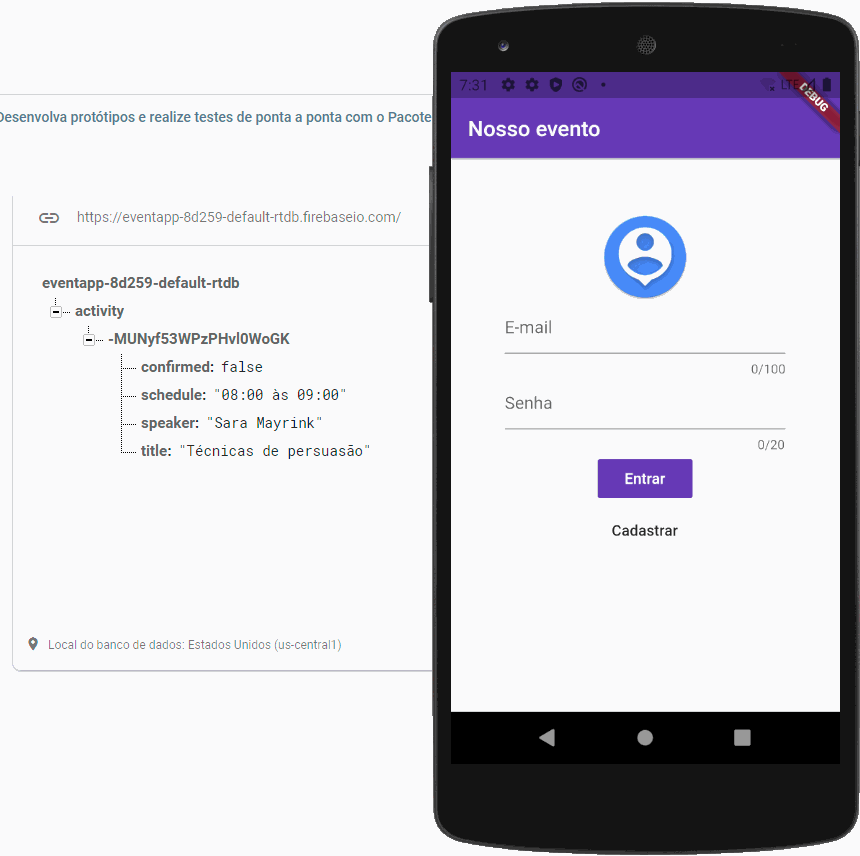 Desenvolva protótipos e realize testes de ponta a ponta com o Pacote
https://eventapp-8d259-default-rtdb.firebaseio.com/
eventapp-8d259-default-rtdb
activity
-MUNyf53WPzPHvl0WoGK
confirmed: false
schedule: "08:00 às 09:00"
speaker: "Sara Mayrink"
title: "Técnicas de persuasão"
Local do banco de dados: Estados Unidos (us-central1)
7:31 LTE
DEBUG
Nosso evento
E-mail
0/100
Senha
0/20
Entrar
Cadastrar